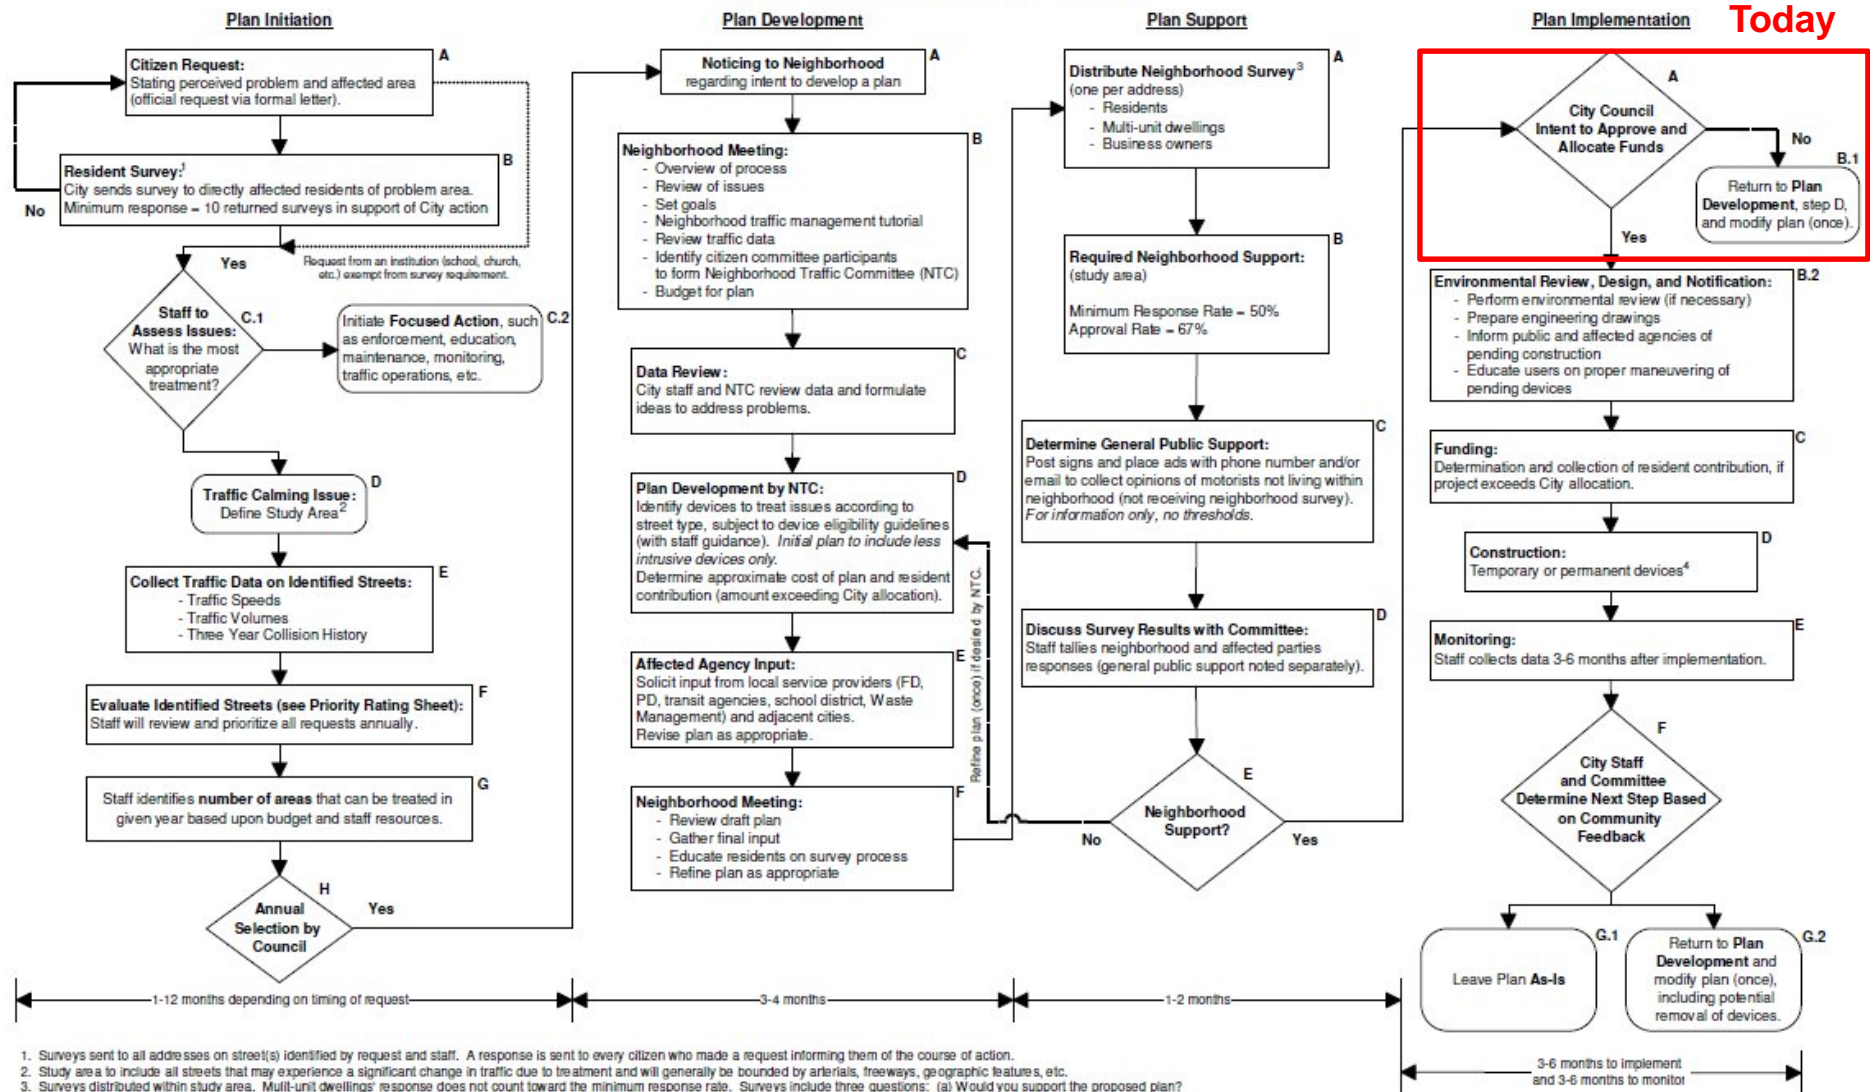 Plan Initiation
A
Citizen Request:
Stating perceived problem and affected area
(official request via formal letter).
B
Resident Survey:1
City sends survey to directly affected residents of problem area.
Minimum response = 10 returned surveys in support of City action
No
Yes
Request from an institution (school, church,
etc.) exempt from survey requirement.
C.1
Staff to
Assess Issues:
What is the most
appropriate
treatment?
C.2
Initiate Focused Action, such
as enforcement, education,
maintenance, monitoring,
traffic operations, etc.
D
Traffic Calming Issue:
Define Study Area2
E
Collect Traffic Data on Identified Streets:
- Traffic Speeds
- Traffic Volumes
- Three Year Collision History
F
Evaluate Identified Streets (see Priority Rating Sheet):
Staff will review and prioritize all requests annually.
G
Staff identifies number of areas that can be treated in
given year based upon budget and staff resources.
H
Annual
Selection by
Council
Yes
1-12 months depending on timing of request
Plan Development
A
Noticing to Neighborhood
regarding intent to develop a plan
B
Neighborhood Meeting:
- Overview of process
- Review of issues
- Set goals
- Neighborhood traffic management tutorial
- Review traffic data
- Identify citizen committee participants
to form Neighborhood Traffic Committee (NTC)
- Budget for plan
C
Data Review:
City staff and NTC review data and formulate
ideas to address problems.
D
Plan Development by NTC:
Identify devices to treat issues according to
street type, subject to device eligibility guidelines
(with staff guidance). Initial plan to include less
intrusive devices only.
Determine approximate cost of plan and resident
contribution (amount exceeding City allocation).
E
Affected Agency Input:
Solicit input from local service providers (FD,
PD, transit agencies, school district, Waste
Management) and adjacent cities.
Revise plan as appropriate.
F
Neighborhood Meeting:
- Review draft plan
- Gather final input
- Educate residents on survey process
- Refine plan as appropriate
Refine plan (once) if desired by NTC.
3-4 months
Plan Support
A
Distribute Neighborhood Survey3
(one per address)
- Residents
- Multi-unit dwellings
- Business owners
B
Required Neighborhood Support:
(study area)
Minimum Response Rate = 50%
Approval Rate = 67%
C
Determine General Public Support:
Post signs and place ads with phone number and/or
email to collect opinions of motorists not living within
neighborhood (not receiving neighborhood survey).
For information only, no thresholds.
D
Discuss Survey Results with Committee:
Staff tallies neighborhood and affected parties
responses (general public support noted separately).
E
Neighborhood
Support?
No
Yes
1-2 months
Plan Implementation
Today
A
City Council
Intent to Approve and
Allocate Funds
No
B.1
Return to Plan
Development, step D,
and modify plan (once).
Yes
B.2
Environmental Review, Design, and Notification:
- Perform environmental review (if necessary)
- Prepare engineering drawings
- Inform public and affected agencies of
pending construction
- Educate users on proper maneuvering of
pending devices
C
Funding:
Determination and collection of resident contribution, if
project exceeds City allocation.
D
Construction:
Temporary or permanent devices4
E
Monitoring:
Staff collects data 3-6 months after implementation.
F
City Staff
and Committee
Determine Next Step Based
on Community
Feedback
G.1
Leave Plan As-Is
G.2
Return to Plan
Development and
modify plan (once),
including potential
removal of devices.
3-6 months to implement
and 3-6 months to monitor
1. Surveys sent to all addresses on street(s) identified by request and staff. A response is sent to every citizen who made a request informing them of the course of action.
2. Study area to include all streets that may experience a significant change in traffic due to treatment and will generally be bounded by arterials, freeways, geographic features, etc.
3. Surveys distributed within study area. Mulit-unit dwellings' response does not count toward the minimum response rate. Surveys include three questions: (a) Would you support the proposed plan?